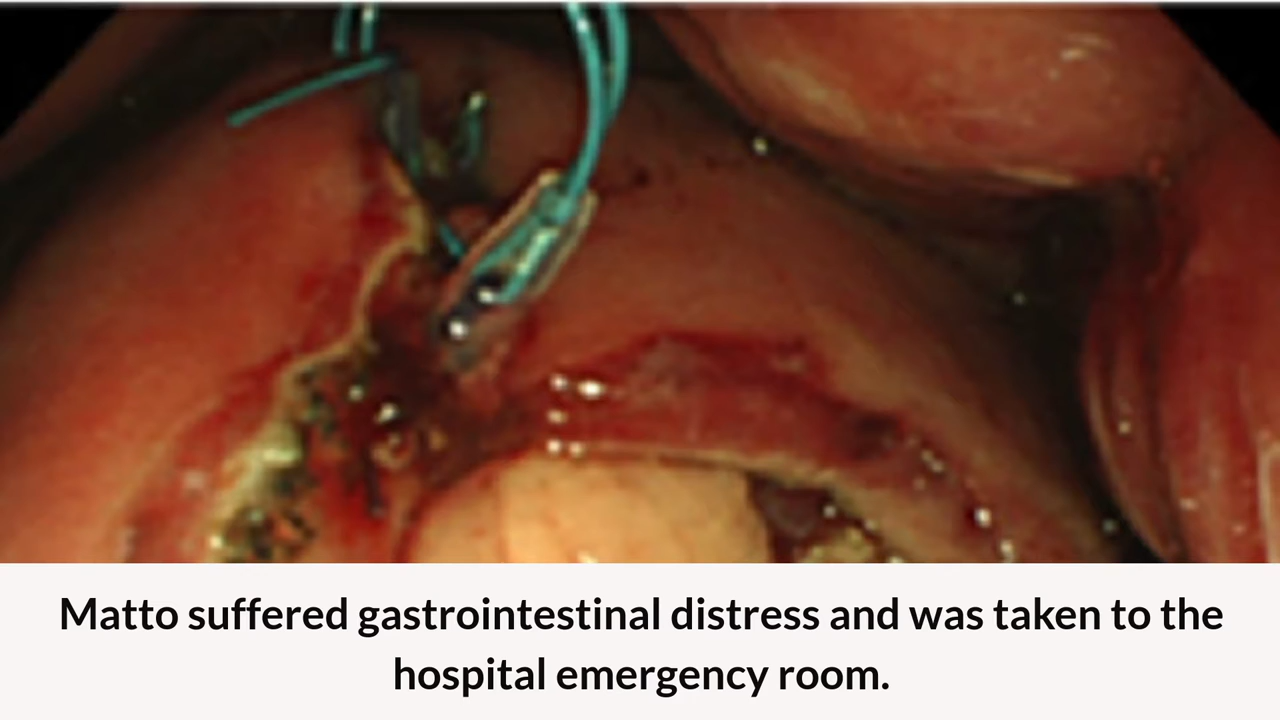 Matto suffered gastrointestinal distress and was taken to the
hospital emergency room.